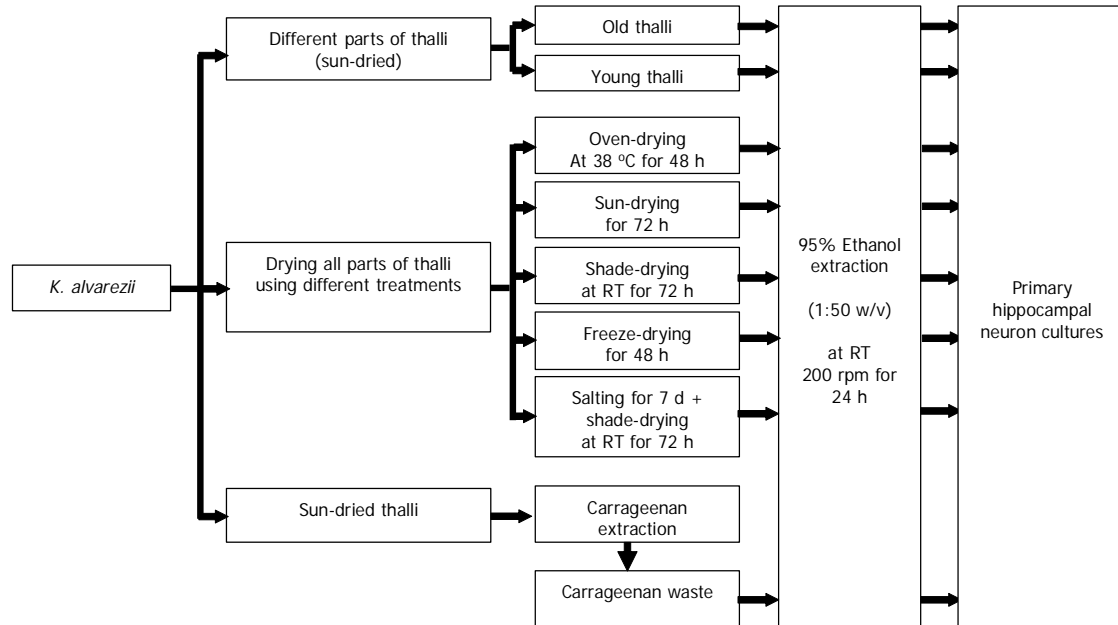 K. alvarezii
Different parts of thalli
(sun-dried)
Old thalli
Young thalli
Drying all parts of thalli
using different treatments
Oven-drying
At 38 ºC for 48 h
Sun-drying
for 72 h
Shade-drying
at RT for 72 h
Freeze-drying
for 48 h
Salting for 7 d +
shade-drying
at RT for 72 h
Sun-dried thalli
Carrageenan
extraction
Carrageenan waste
95% Ethanol
extraction
(1:50 w/v)
at RT
200 rpm for
24 h
Primary
hippocampal
neuron cultures